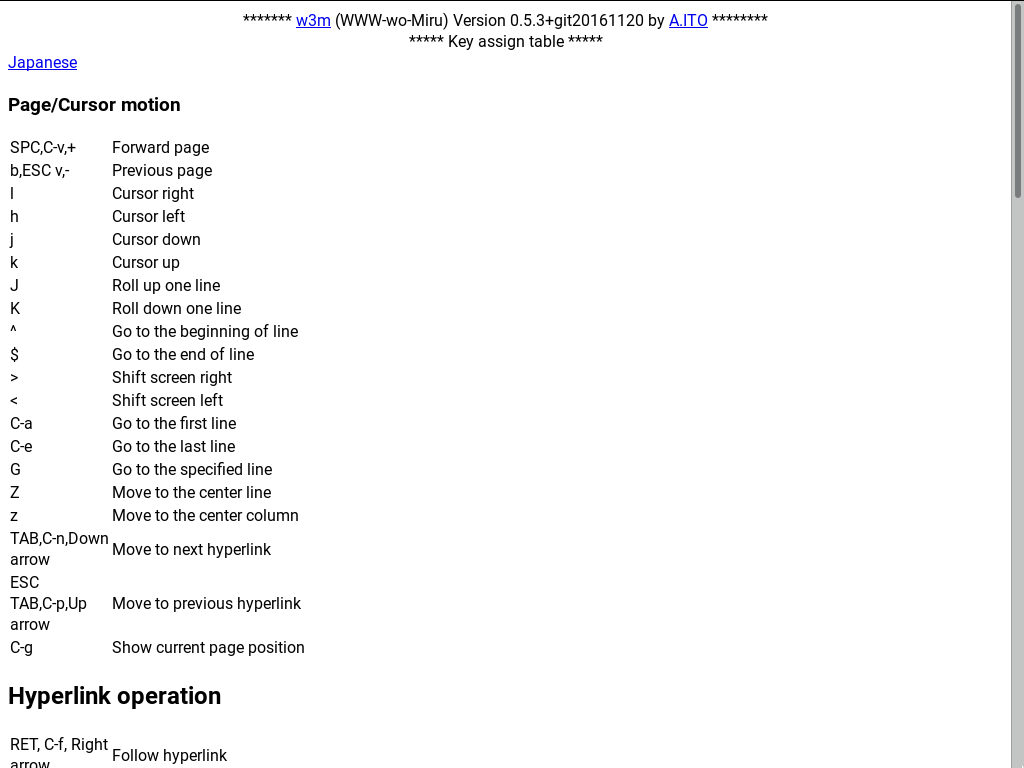 ******* w3m (WWW-wo-Miru) Version 0.5.3+git20161120 by A.ITO ********
***** Key assign table *****
Japanese
Page/Cursor motion
SPC,C-v,+ Forward page
b,ESC v,- Previous page
l Cursor right
h Cursor left
j Cursor down
k Cursor up
J Roll up one line
K Roll down one line
^ Go to the beginning of line
$ Go to the end of line
> Shift screen right
< Shift screen left
C-a Go to the first line
C-e Go to the last line
G Go to the specified line
Z Move to the center line
z Move to the center column
TAB,C-n,Down
arrow
Move to next hyperlink
ESC
TAB,C-p,Up
arrow
Move to previous hyperlink
C-g Show current page position
Hyperlink operation
RET, C-f, Right
arrow
Follow hyperlink